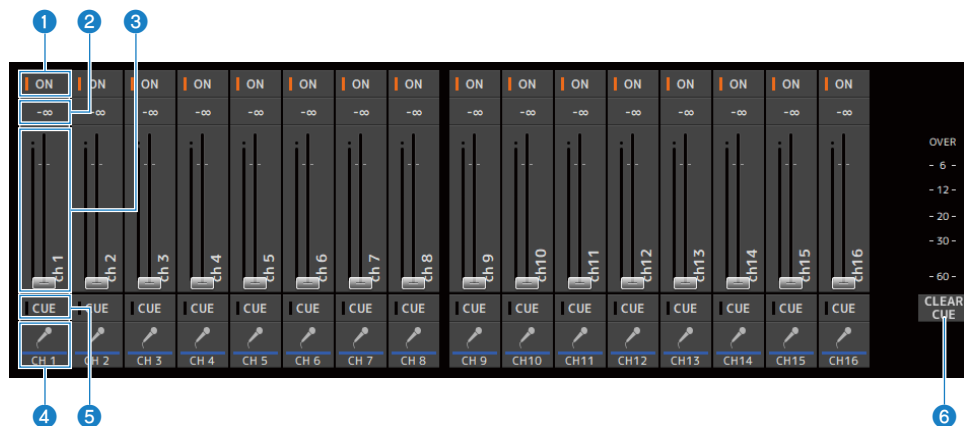 1 2 3
ON ON ON ON ON ON ON ON ON ON ON ON ON ON ON ON
-∞ -∞ -∞ -∞ -∞ -∞ -∞ -∞ -∞ -∞ -∞ -∞ -∞ -∞ -∞ -∞
OVER
- 6 -
- 12 -
- 20 -
- 30 -
- 60 -
ch 1 ch 2 ch 3 ch 4 ch 5 ch 6 ch 7 ch 8 ch 9 ch10 ch11 ch12 ch13 ch14 ch15 ch16
CUE CUE CUE CUE CUE CUE CUE CUE CUE CUE CUE CUE CUE CUE CUE CUE
CLEAR
CUE
CH 1 CH 2 CH 3 CH 4 CH 5 CH 6 CH 7 CH 8 CH 9 CH10 CH11 CH12 CH13 CH14 CH15 CH16
4 5 6